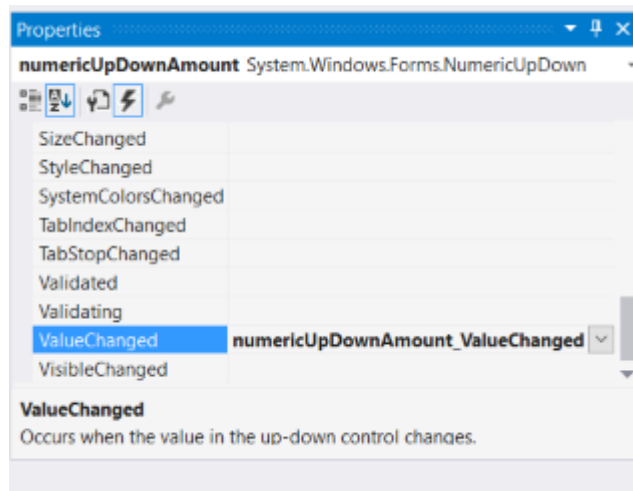 Properties
numericUpDownAmount System.Windows.Forms.NumericUpDown
SizeChanged
StyleChanged
SystemColorsChanged
TabIndexChanged
TabStopChanged
Validated
Validating
ValueChanged numericUpDownAmount_ValueChanged
VisibleChanged
ValueChanged
Occurs when the value in the up-down control changes.